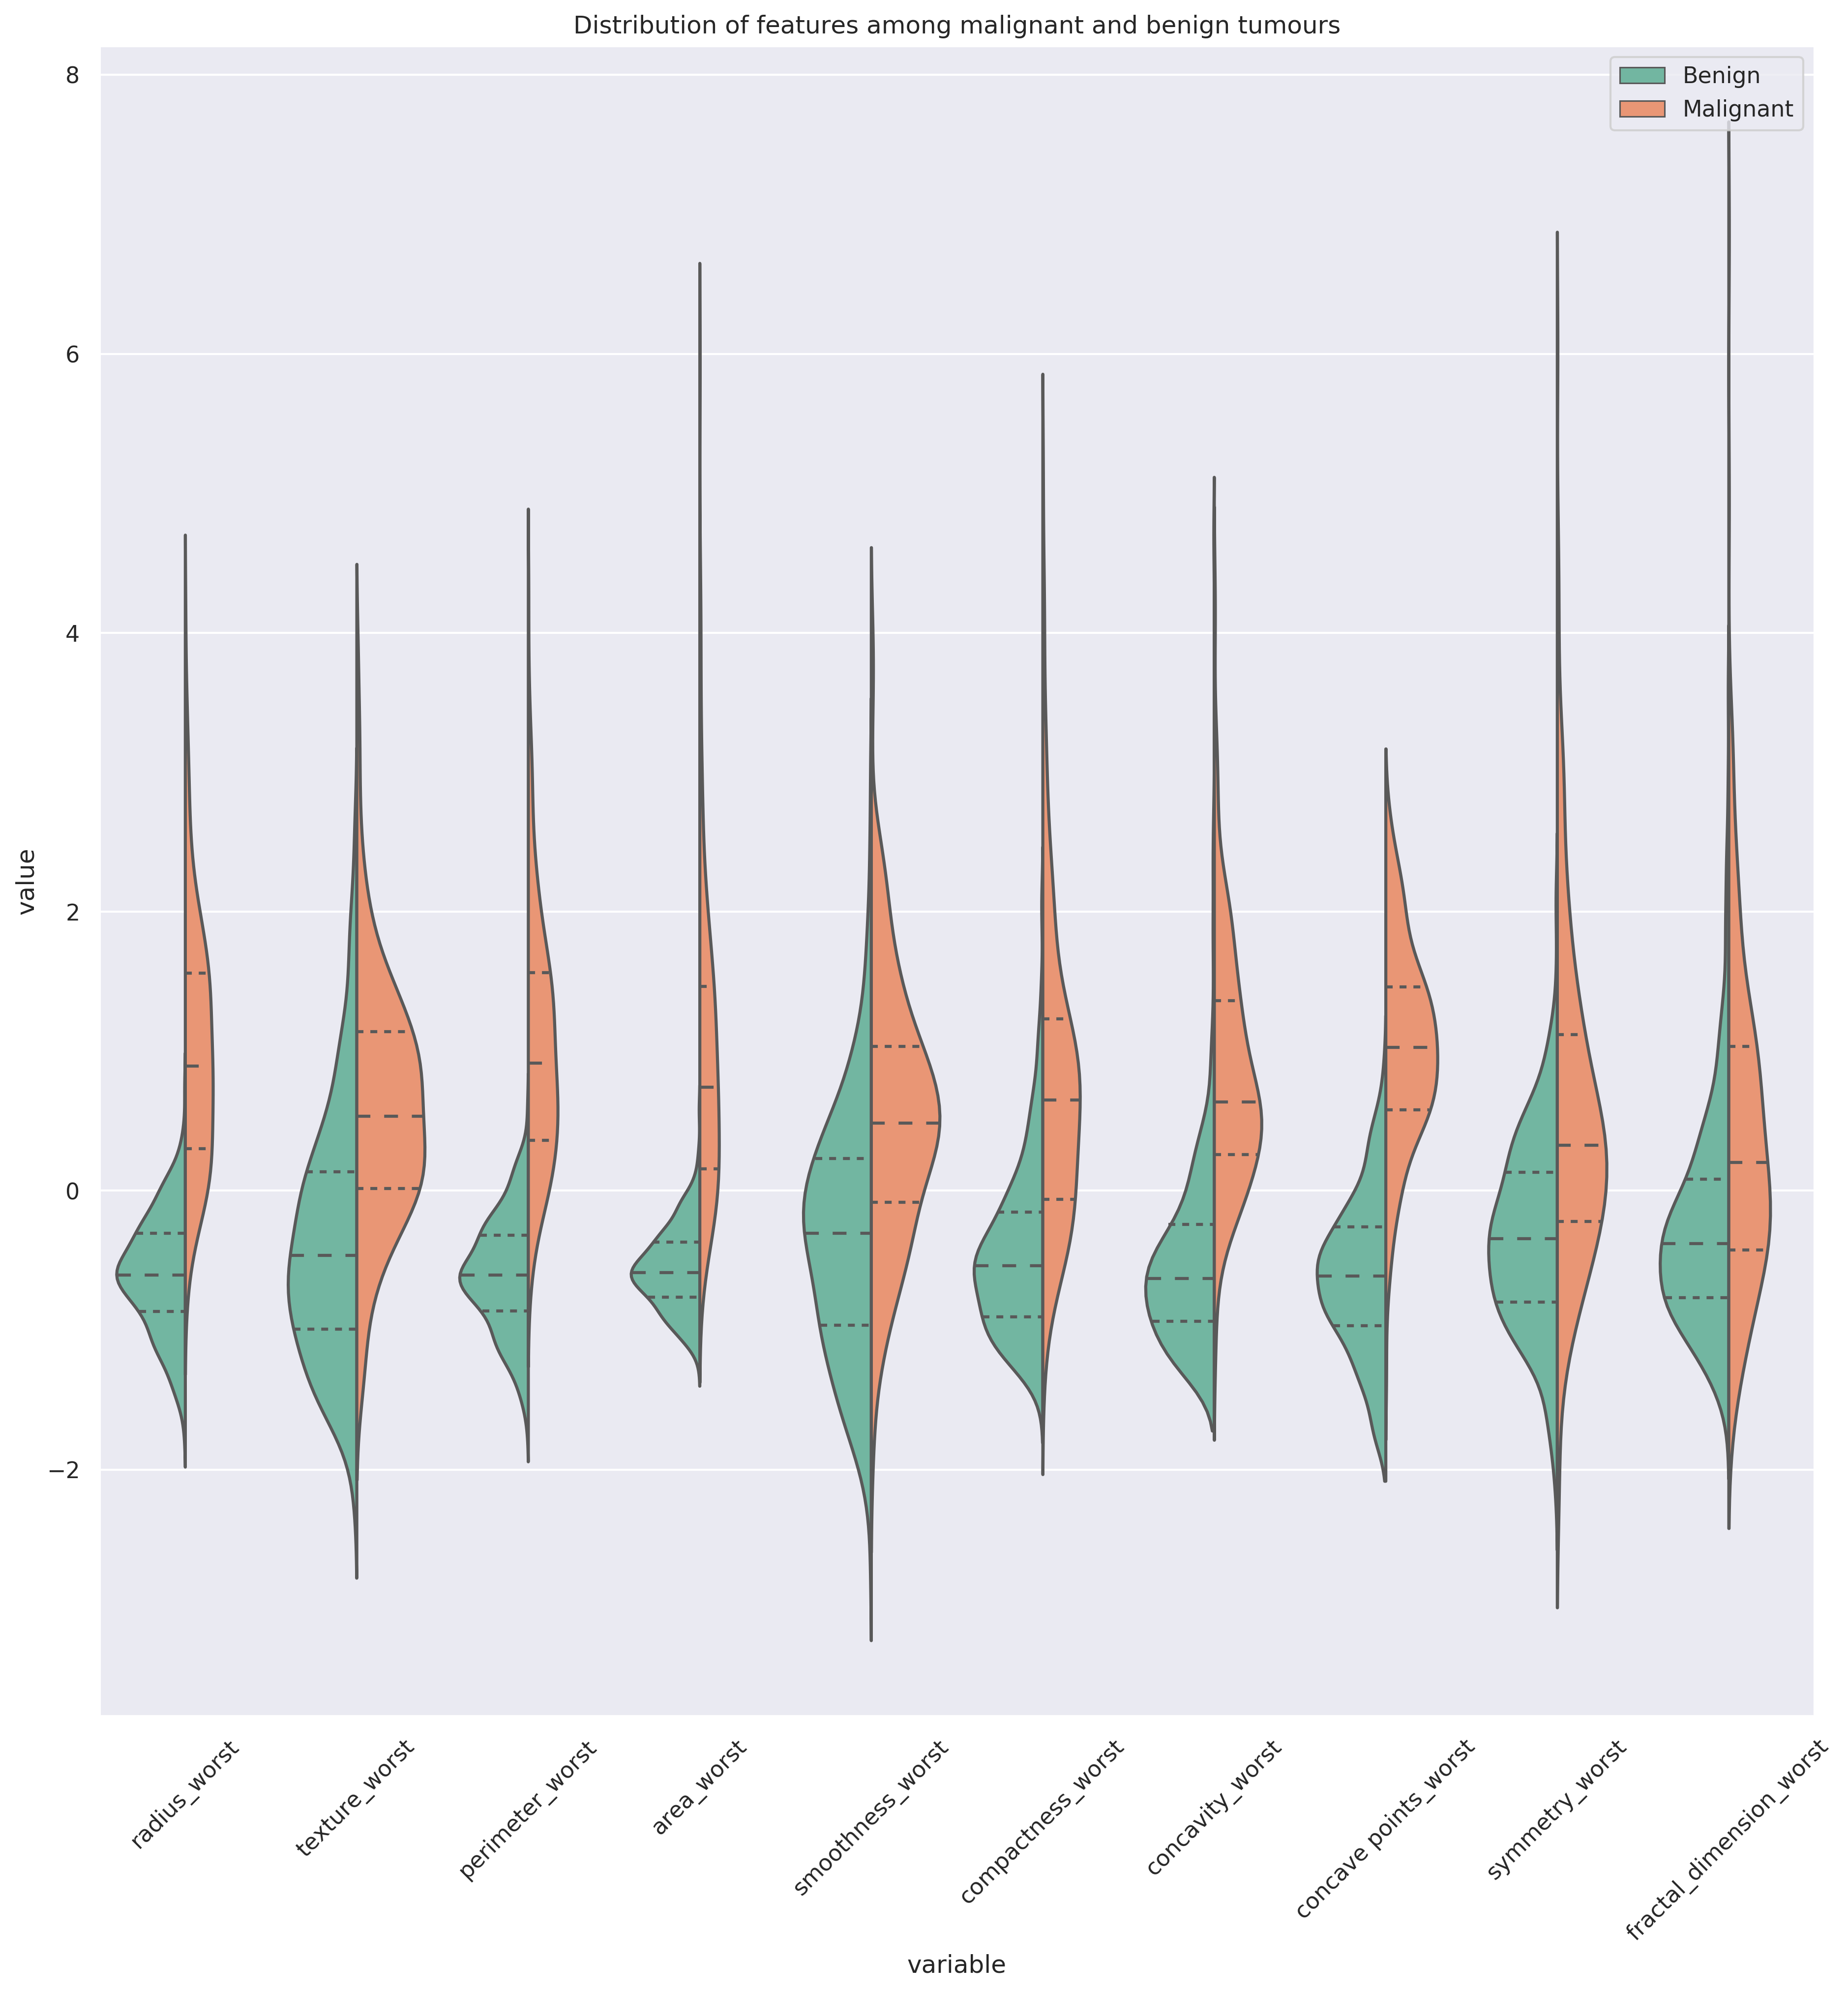 Distribution of features among malignant and benign tumours
Benign
Malignant
8
6
4
2
0
−2
value
radius_worst
texture_worst
perimeter_worst
area_worst
smoothness_worst
compactness_worst
concavity_worst
concave points_worst
symmetry_worst
fractal_dimension_worst
variable